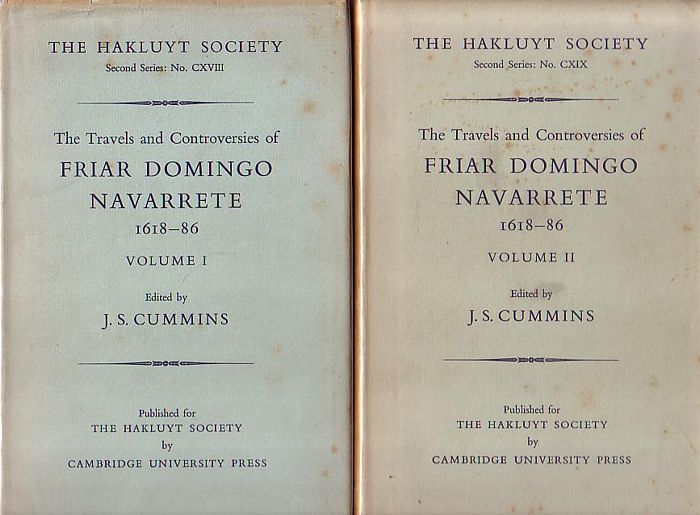 THE HAKLUYT SOCIETY
Second Series: No. CXVIII
The Travels and Controversies of
FRIAR DOMINGO
NAVARRETE
1618–86
VOLUME I
Edited by
J. S. CUMMINS
Published for
THE HAKLUYT SOCIETY
by
CAMBRIDGE UNIVERSITY PRESS
THE HAKLUYT SOCIETY
Second Series: No. CXIX
The Travels and Controversies of
FRIAR DOMINGO
NAVARRETE
1618–86
VOLUME II
Edited by
J. S. CUMMINS
Published for
THE HAKLUYT SOCIETY
by
CAMBRIDGE UNIVERSITY PRESS